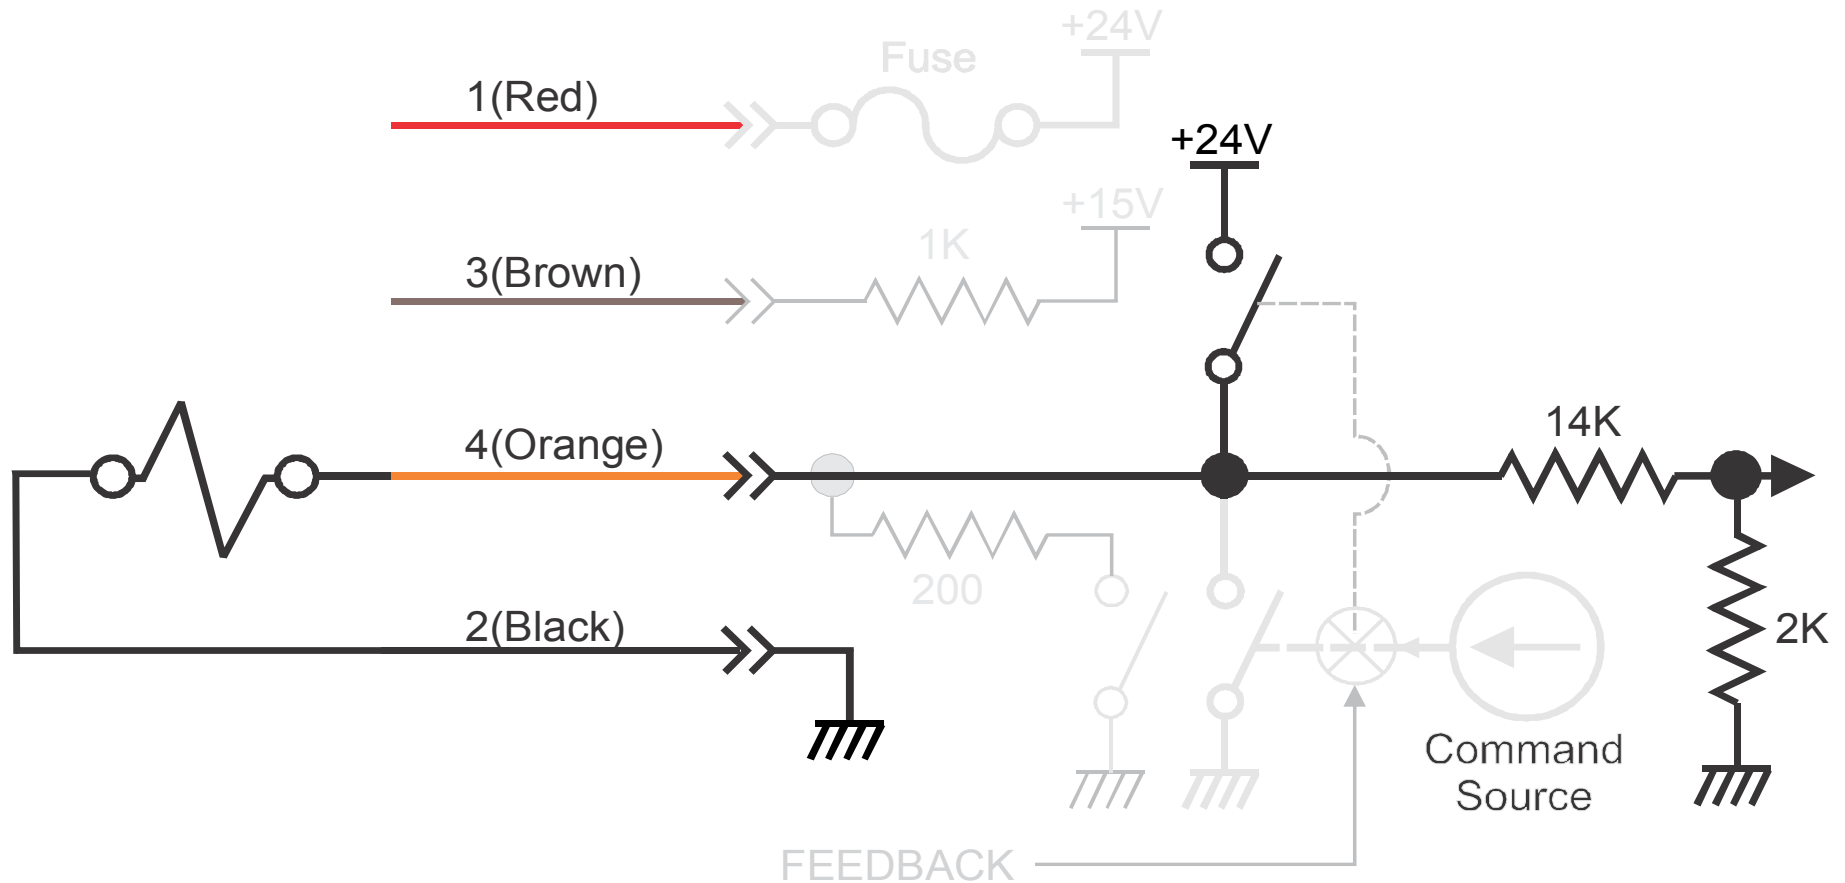 +24V
Fuse
1(Red)
+24V
+15V
1K
3(Brown)
14K
4(Orange)
200
2(Black)
2K
Command
Source
FEEDBACK